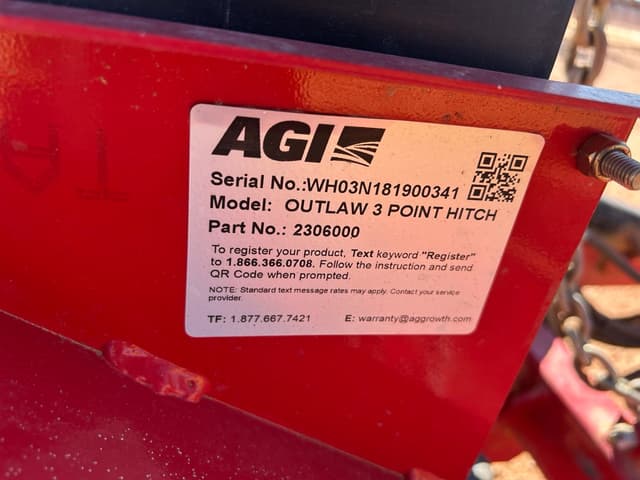 AGI
Serial No.:WH03N181900341
Model: OUTLAW 3 POINT HITCH
Part No.: 2306000
To register your product, Text keyword "Register"
to 1.866.366.0708. Follow the instruction and send
QR Code when prompted.
NOTE: Standard text message rates may apply. Contact your service
provider.
TF: 1.877.667.7421 E: warranty@aggrowth.com